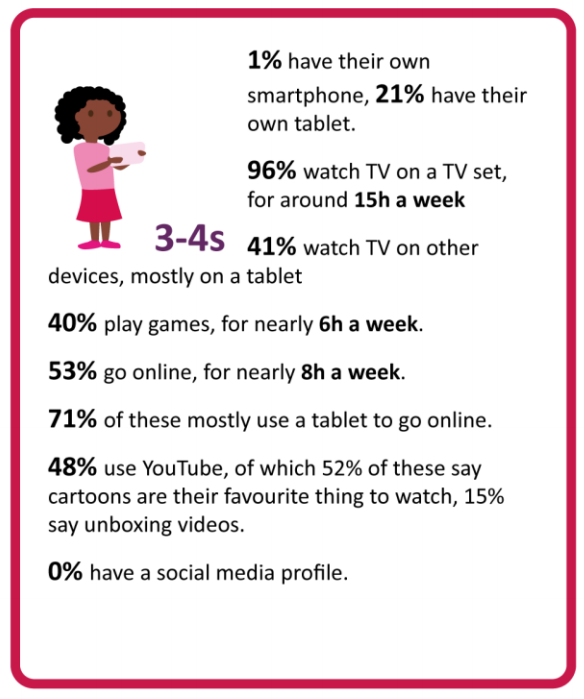 1% have their own
smartphone, 21% have their
own tablet.
96% watch TV on a TV set,
for around 15h a week
3-4s
41% watch TV on other
devices, mostly on a tablet
40% play games, for nearly 6h a week.
53% go online, for nearly 8h a week.
71% of these mostly use a tablet to go online.
48% use YouTube, of which 52% of these say
cartoons are their favourite thing to watch, 15%
say unboxing videos.
0% have a social media profile.